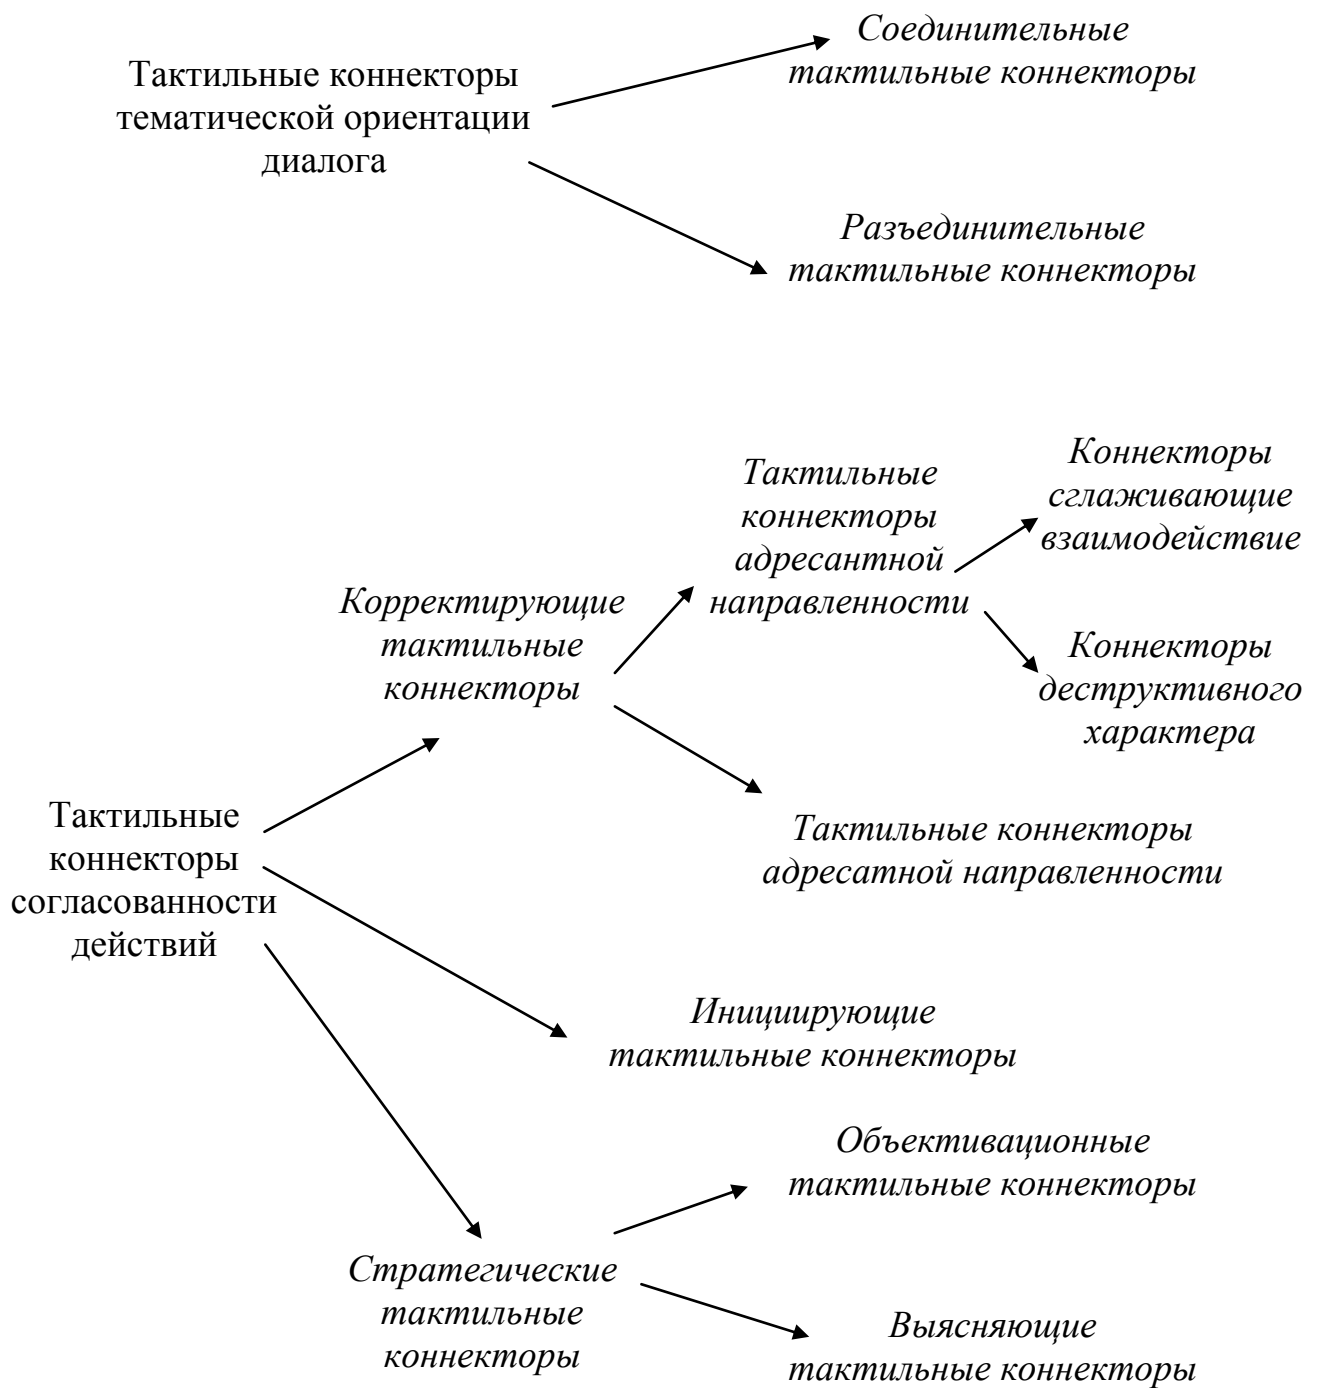 Соединительные
тактильные коннекторы
Тактильные коннекторы
тематической ориентации
диалога
Разъединительные
тактильные коннекторы
Коннекторы
сглаживающие
взаимодействие
Тактильные
коннекторы
адресантной
направленности
Корректирующие
тактильные
коннекторы
Коннекторы
деструктивного
характера
Тактильные
коннекторы
согласованности
действий
Тактильные коннекторы
адресатной направленности
Инициирующие
тактильные коннекторы
Объективационные
тактильные коннекторы
Стратегические
тактильные
коннекторы
Выясняющие
тактильные коннекторы